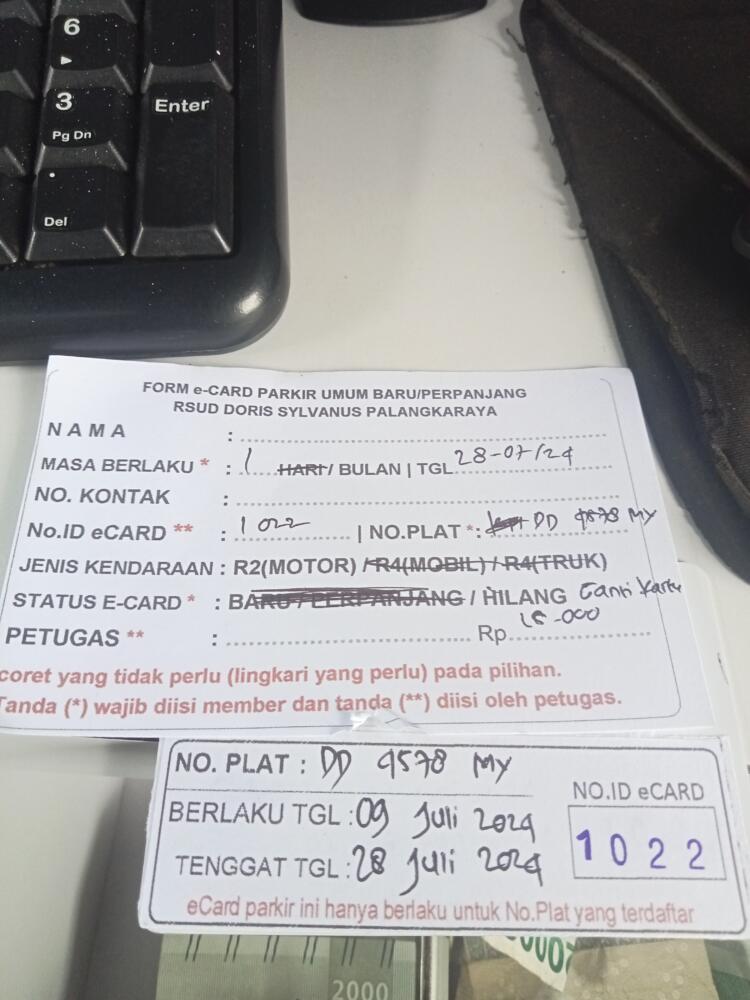 6
3
Pg Dn
Enter
.
Del
FORM e-CARD PARKIR UMUM BARU/PERPANJANG
RSUD DORIS SYLVANUS PALANGKARAYA
N A M A :
MASA BERLAKU * : 1 HARI / BULAN | TGL 28-07/24
NO. KONTAK :
No.ID eCARD ** : 1022 | NO.PLAT *: DD 4578 MY
JENIS KENDARAAN : R2(MOTOR) / R4(MOBIL) / R4(TRUK)
STATUS E-CARD * : BARU / PERPANJANG / HILANG Ganti Kartu
PETUGAS ** : Rp 15.000
coret yang tidak perlu (lingkari yang perlu) pada pilihan.
Tanda (*) wajib diisi member dan tanda (**) diisi oleh petugas.
NO. PLAT : DD 4578 MY
BERLAKU TGL : 09 Juli 2024
TENGGAT TGL : 28 Juli 2024
NO.ID eCARD
1022
eCard parkir ini hanya berlaku untuk No.Plat yang terdaftar
2000